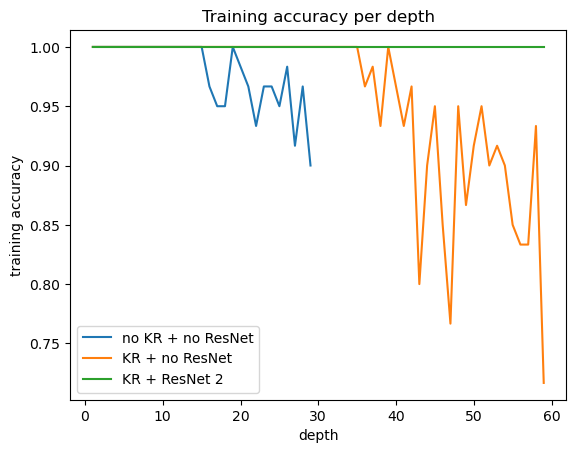 Training accuracy per depth
training accuracy
1.00
0.95
0.90
0.85
0.80
0.75
no KR + no ResNet
KR + no ResNet
KR + ResNet 2
0 10 20 30 40 50 60
depth